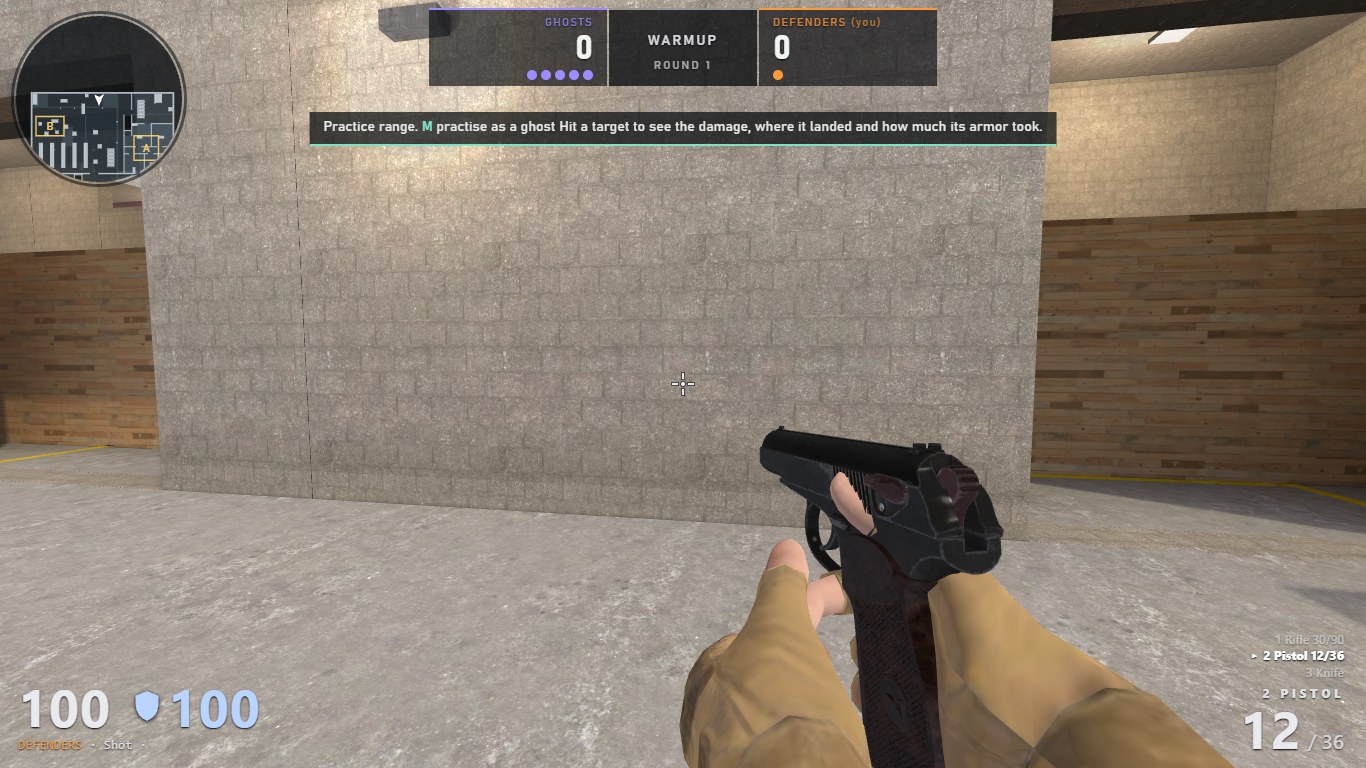 GHOSTS
0
WARMUP
ROUND 1
DEFENDERS (you)
0
B
A
Practice range. M practise as a ghost Hit a target to see the damage, where it landed and how much its armor took.
1 Rifle 30/90
▸ 2 Pistol 12/36
3 Knife
2 PISTOL
12 / 36
100 100
DEFENDERS · Shot ·